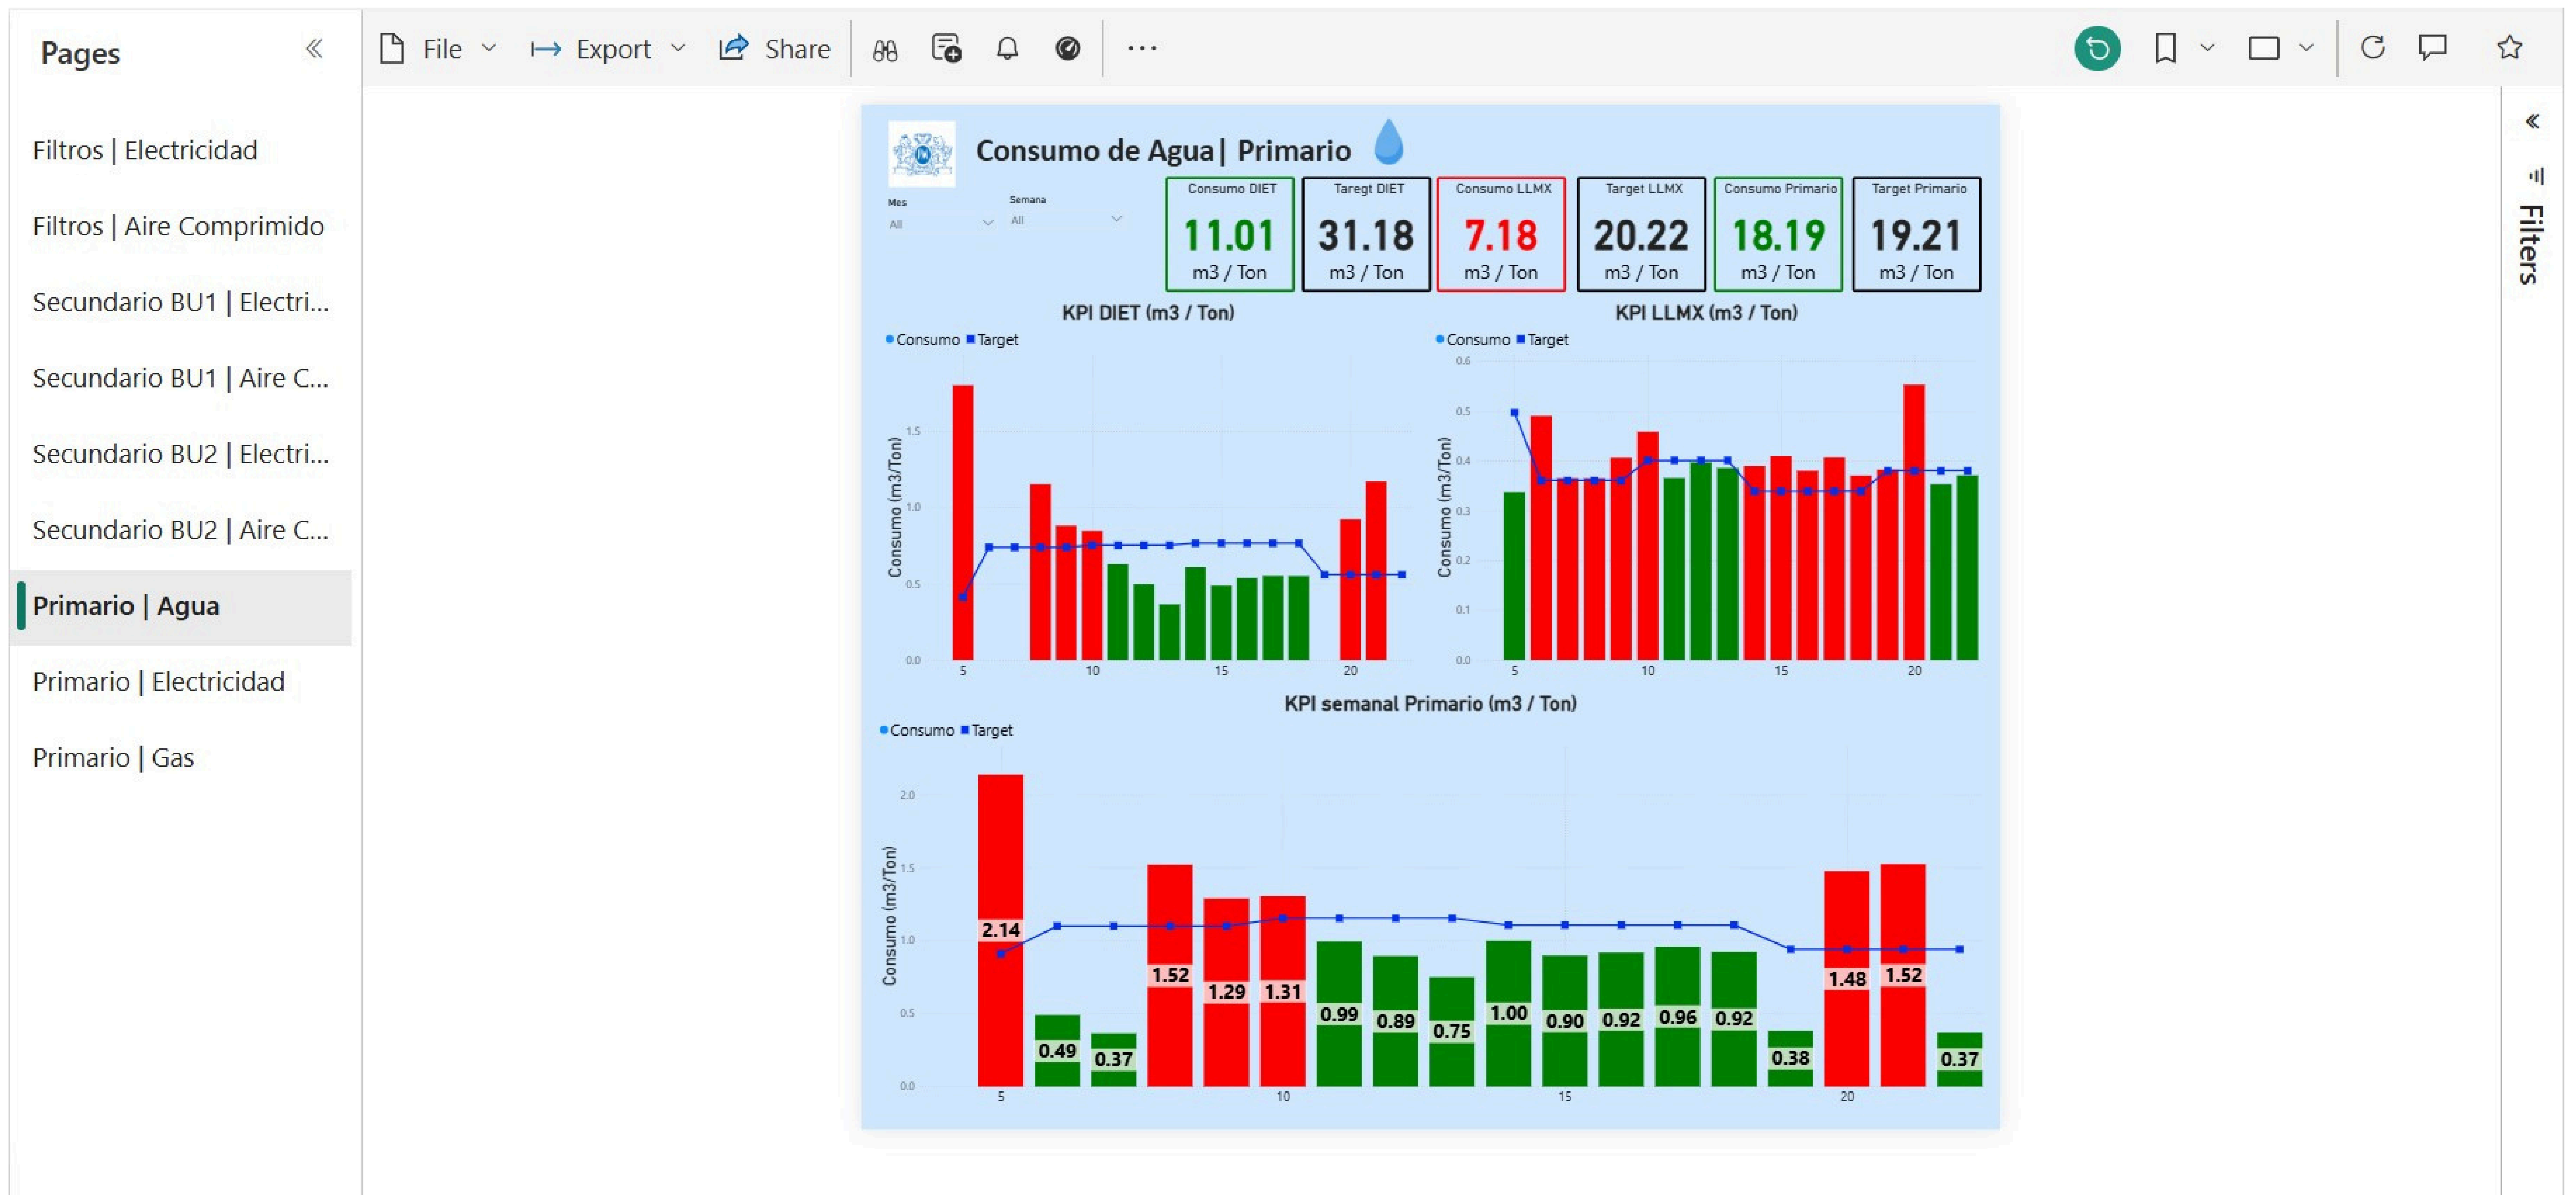 Pages
File
Export
Share
Filtros | Electricidad
Filtros | Aire Comprimido
Secundario BU1 | Electri...
Secundario BU1 | Aire C...
Secundario BU2 | Electri...
Secundario BU2 | Aire C...
Primario | Agua
Primario | Electricidad
Primario | Gas
Filters
Consumo de Agua| Primario
Mes
All
Semana
All
Consumo DIET
11.01
m3 / Ton
Taregt DIET
31.18
m3 / Ton
Consumo LLMX
7.18
m3 / Ton
Target LLMX
20.22
m3 / Ton
Consumo Primario
18.19
m3 / Ton
Target Primario
19.21
m3 / Ton
KPI DIET (m3 / Ton)
Consumo Target
Consumo (m3/Ton)
1.5
1.0
0.5
0.0
5 10 15 20
KPI LLMX (m3 / Ton)
Consumo Target
Consumo (m3/Ton)
0.6
0.5
0.4
0.3
0.2
0.1
0.0
5 10 15 20
KPI semanal Primario (m3 / Ton)
Consumo Target
Consumo (m3/Ton)
2.0
1.5
1.0
0.5
0.0
2.14 0.49 0.37 1.52 1.29 1.31 0.99 0.89 0.75 1.00 0.90 0.92 0.96 0.92 0.38 1.48 1.52 0.37
5 10 15 20